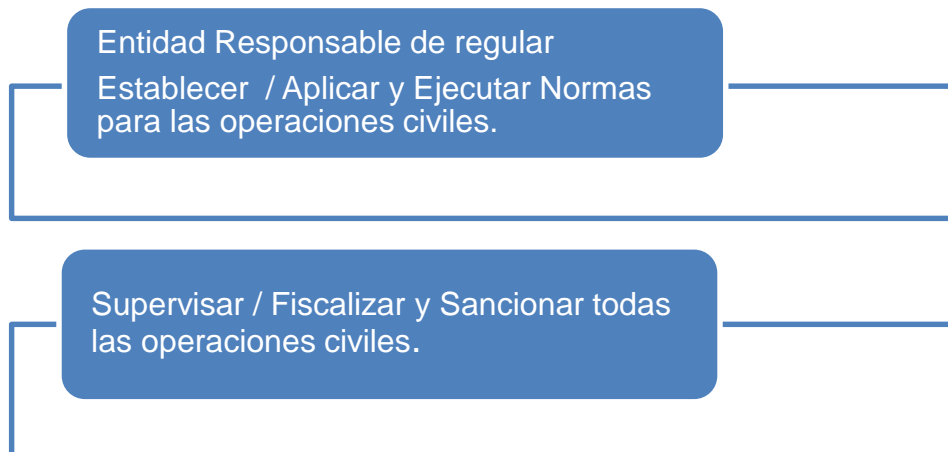 Entidad Responsable de regular
Establecer / Aplicar y Ejecutar Normas
para las operaciones civiles.
Supervisar / Fiscalizar y Sancionar todas
las operaciones civiles.